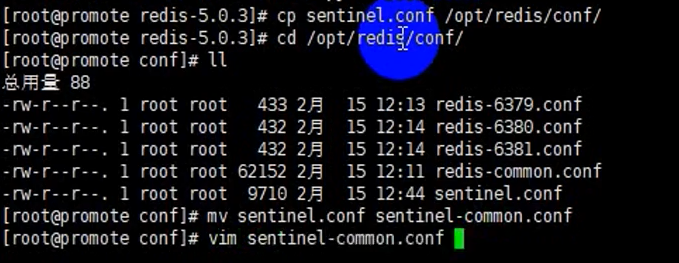 [root@promote redis-5.0.3]# cp sentinel.conf /opt/redis/conf/
[root@promote redis-5.0.3]# cd /opt/redis/conf/
[root@promote conf]# ll
总用量 88
-rw-r--r--. 1 root root   433 2月  15 12:13 redis-6379.conf
-rw-r--r--. 1 root root   432 2月  15 12:14 redis-6380.conf
-rw-r--r--. 1 root root   432 2月  15 12:14 redis-6381.conf
-rw-r--r--. 1 root root 62152 2月  15 12:11 redis-common.conf
-rw-r--r--. 1 root root  9710 2月  15 12:44 sentinel.conf
[root@promote conf]# mv sentinel.conf sentinel-common.conf
[root@promote conf]# vim sentinel-common.conf